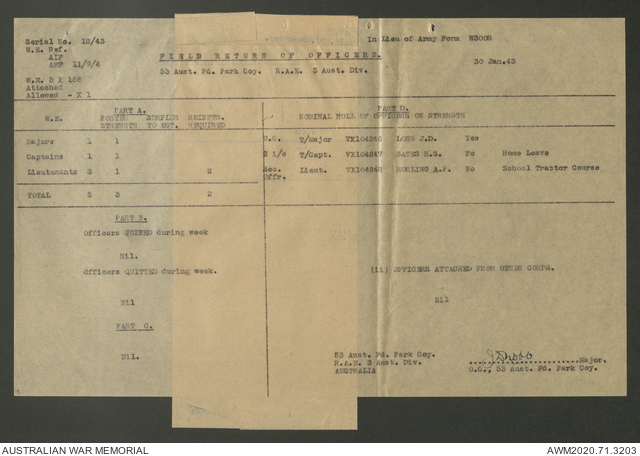 Serial No. 12/43
In Lieu of Army Form W3008
W.E. Ref.
AIF
AMF 11/9/4
FIELD RETURN OF OFFICERS.
30 Jan.43
53 Aust. Fd. Park Coy. R.A.E. 3 Aust. Div.
W.E. 5 X 188
Attached
Allowed - X 1
PART A.
PART D.
W.E. POSTED STRENGTH SURPLUS TO EST. REINFTS. REQUIRED
NOMINAL ROLL OF OFFICERS ON STRENGTH
Majors 1 1
O.C. T/Major VX104246 J.D. Yes
Captains 1 1
2 i/c T/Capt. VX104247 BATES H.S. No Home Leave
Lieutenants 3 1 2
Sec. Offr. Lieut. VX104248 A.F. No School Tractor Course
TOTAL 5 3 2
PART B.
Officers JOINED during week
Nil.
Officers QUITTED during week.
(ii) OFFICERS ATTACHED FROM OTHER CORPS.
Nil
Nil
PART C.
Nil.
53 Aust. Fd. Park Coy.
R.A.E. 3 Aust. Div.
AUSTRALIA
Major.
O.C., 53 Aust. Fd. Park Coy.
AUSTRALIAN WAR MEMORIAL
AWM2020.71.3203